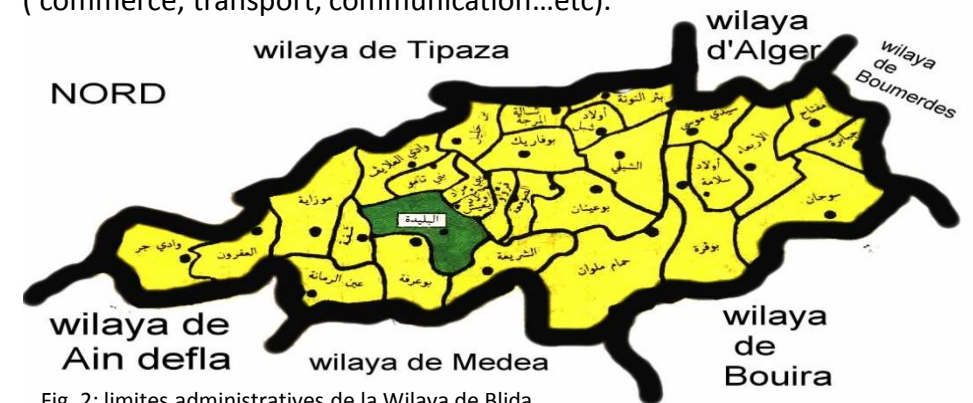 ( commerce, transport, communication…etc).
wilaya
d'Alger
wilaya de Tipaza
wilaya
de
Boumerdes
NORD
بئر التوتة
أولاد
شبل
سيدي موسى
مفتاح
جبابرة
الأربعاء
بوفاريك
الشبلي
وادي العلايق
أولاد
سلامة
بني تامو
سوحان
موزاية
البليدة
بوعينان
بوقرة
وادي جر
العفرون
الشريعة
حمام ملوان
عين الرمانة
بوعرفة
wilaya de
Ain defla
wilaya de Medea
wilaya
de
Bouira
Fig. 2: limites administratives de la Wilaya de Blida